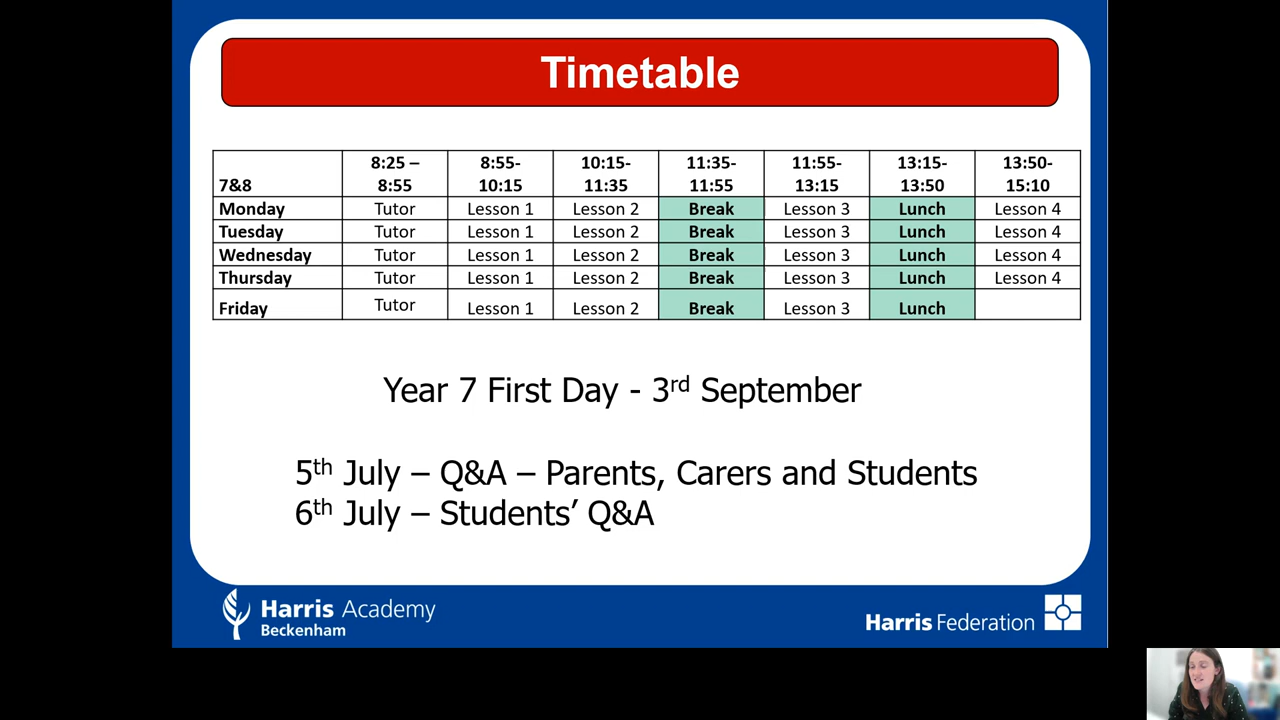 Timetable
7&8 8:25 – 8:55 8:55-10:15 10:15-11:35 11:35-11:55 11:55-13:15 13:15-13:50 13:50-15:10
Monday Tutor Lesson 1 Lesson 2 Break Lesson 3 Lunch Lesson 4
Tuesday Tutor Lesson 1 Lesson 2 Break Lesson 3 Lunch Lesson 4
Wednesday Tutor Lesson 1 Lesson 2 Break Lesson 3 Lunch Lesson 4
Thursday Tutor Lesson 1 Lesson 2 Break Lesson 3 Lunch Lesson 4
Friday Tutor Lesson 1 Lesson 2 Break Lesson 3 Lunch
Year 7 First Day - 3rd September
5th July – Q&A – Parents, Carers and Students
6th July – Students’ Q&A
Harris Academy
Beckenham
Harris Federation